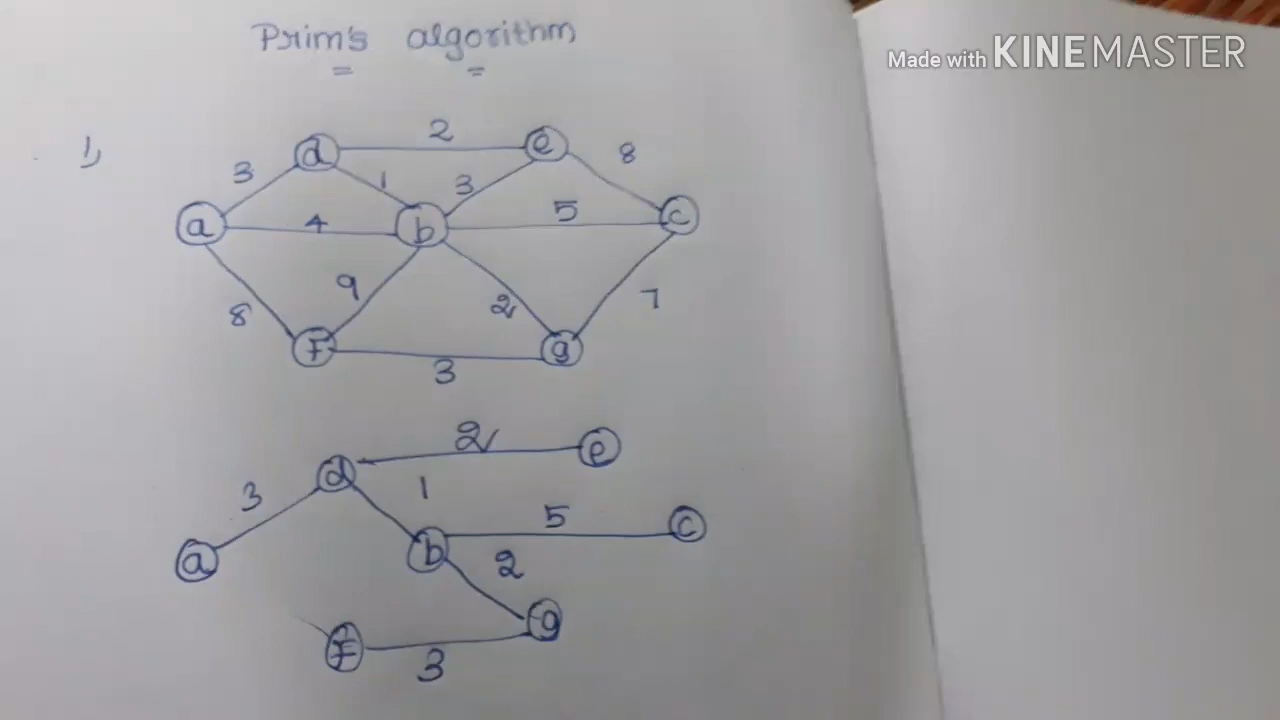 Prim's algorithm
Made with KINEMASTER
1)
d 2 e 8
3 1 3
a 4 b 5 c
8 9 2 7
f 3 g
d 2 e
3 1
a b 5 c
2
f 3 g